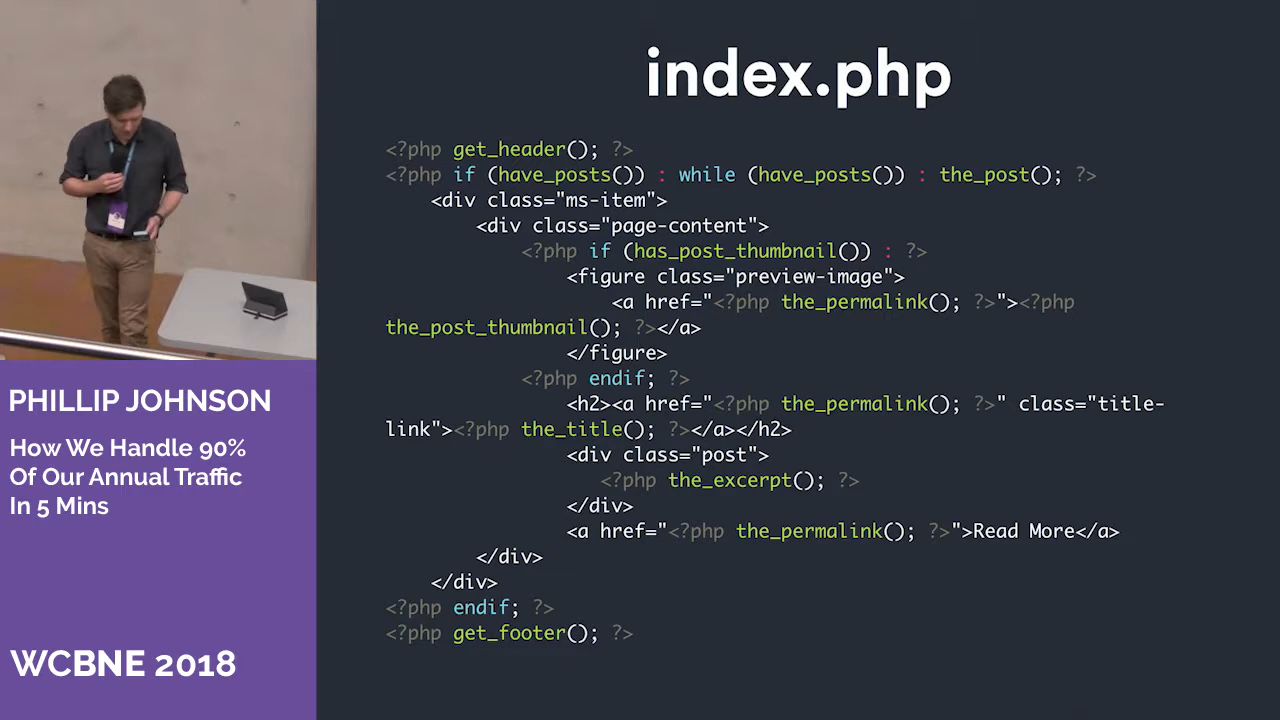 index.php
<?php get_header(); ?>
<?php if (have_posts()) : while (have_posts()) : the_post(); ?>
<div class="ms-item">
<div class="page-content">
<?php if (has_post_thumbnail()) : ?>
<figure class="preview-image">
<a href="<?php the_permalink(); ?>"><?php
the_post_thumbnail(); ?></a>
</figure>
<?php endif; ?>
<h2><a href="<?php the_permalink(); ?>" class="title-
link"><?php the_title(); ?></a></h2>
<div class="post">
<?php the_excerpt(); ?>
</div>
<a href="<?php the_permalink(); ?>">Read More</a>
</div>
</div>
<?php endif; ?>
<?php get_footer(); ?>
PHILLIP JOHNSON
How We Handle 90%
Of Our Annual Traffic
In 5 Mins
WCBNE 2018